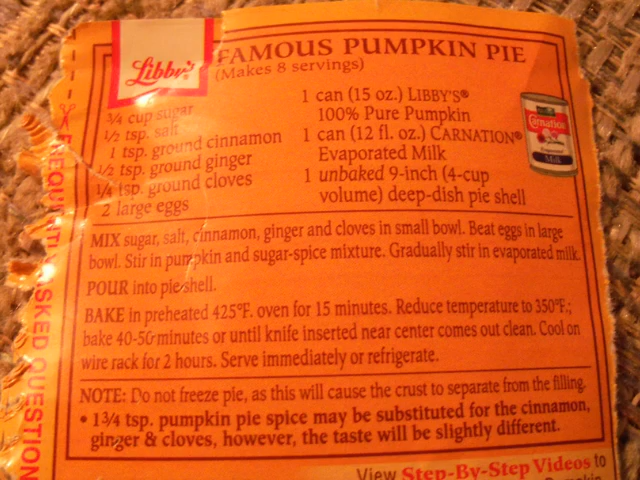 Libby's
FAMOUS PUMPKIN PIE
(Makes 8 servings)
3/4 cup sugar
1/2 tsp. salt
1 tsp. ground cinnamon
1/2 tsp. ground ginger
1/4 tsp. ground cloves
2 large eggs
1 can (15 oz.) LIBBY'S®
100% Pure Pumpkin
1 can (12 fl. oz.) CARNATION®
Evaporated Milk
1 unbaked 9-inch (4-cup
volume) deep-dish pie shell
Carnation
Milk
MIX sugar, salt, cinnamon, ginger and cloves in small bowl. Beat eggs in large
bowl. Stir in pumpkin and sugar-spice mixture. Gradually stir in evaporated milk.
POUR into pie shell.
BAKE in preheated 425°F. oven for 15 minutes. Reduce temperature to 350°F.;
bake 40-50 minutes or until knife inserted near center comes out clean. Cool on
wire rack for 2 hours. Serve immediately or refrigerate.
NOTE: Do not freeze pie, as this will cause the crust to separate from the filling.
• 1 3/4 tsp. pumpkin pie spice may be substituted for the cinnamon,
ginger & cloves, however, the taste will be slightly different.
View Step-By-Step Videos to
ASKED QUESTION